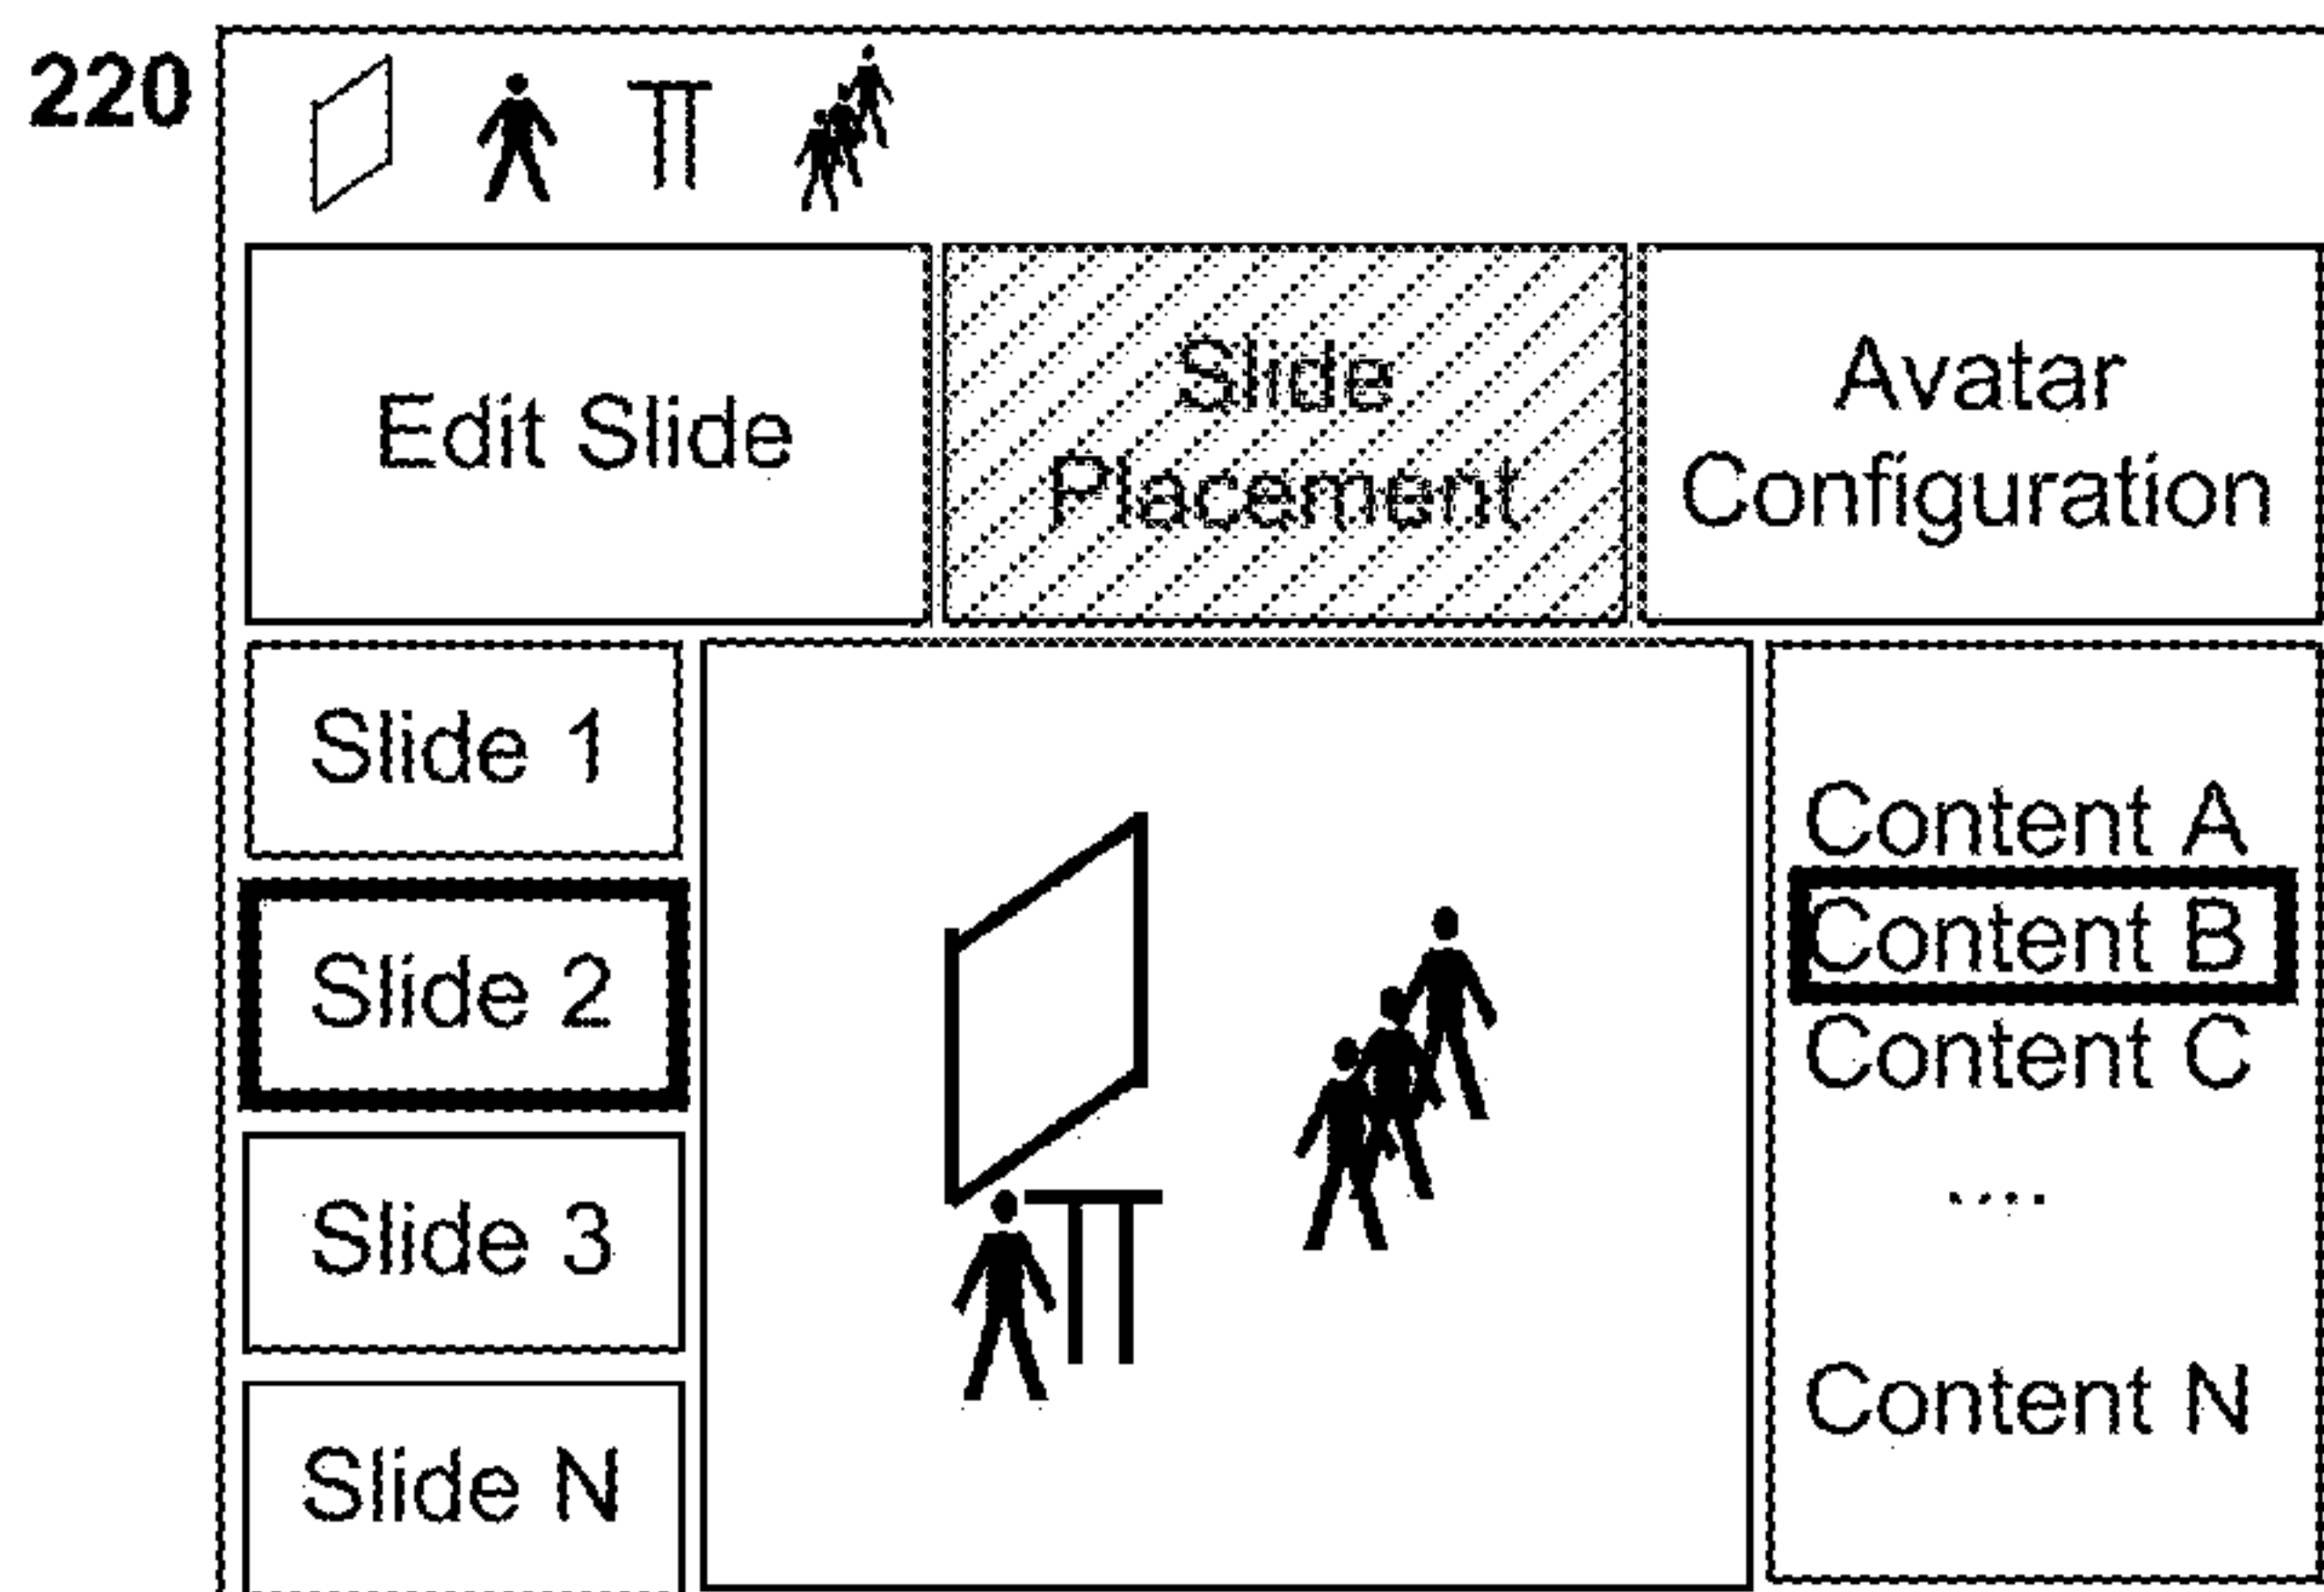 220
Edit Slide
Slide
Placement
Avatar
Configuration
Slide 1
Slide 2
Slide 3
Slide N
Content A
Content B
Content C
....
Content N